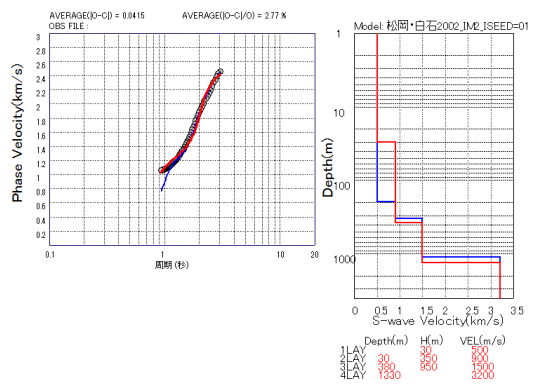 AVERAGE(|O-C|) = 0.0415 AVERAGE(|O-C|/O) = 2.77 %
OBS FILE :
Phase Velocity(km/s)
3
2.8
2.6
2.4
2.2
2
1.8
1.6
1.4
1.2
1
0.8
0.6
0.4
0.2
0.1 1 10 20
周期(秒)
Model: 松岡・白石2002_IM2_ISEED=01
Depth(m)
1
10
100
1000
0 0.5 1 1.5 2 2.5 3 3.5
S-wave Velocity(km/s)
Depth(m) H(m) VEL(m/s)
1LAY 30 500
2LAY 30 350 900
3LAY 380 950 1500
4LAY 1330 3200